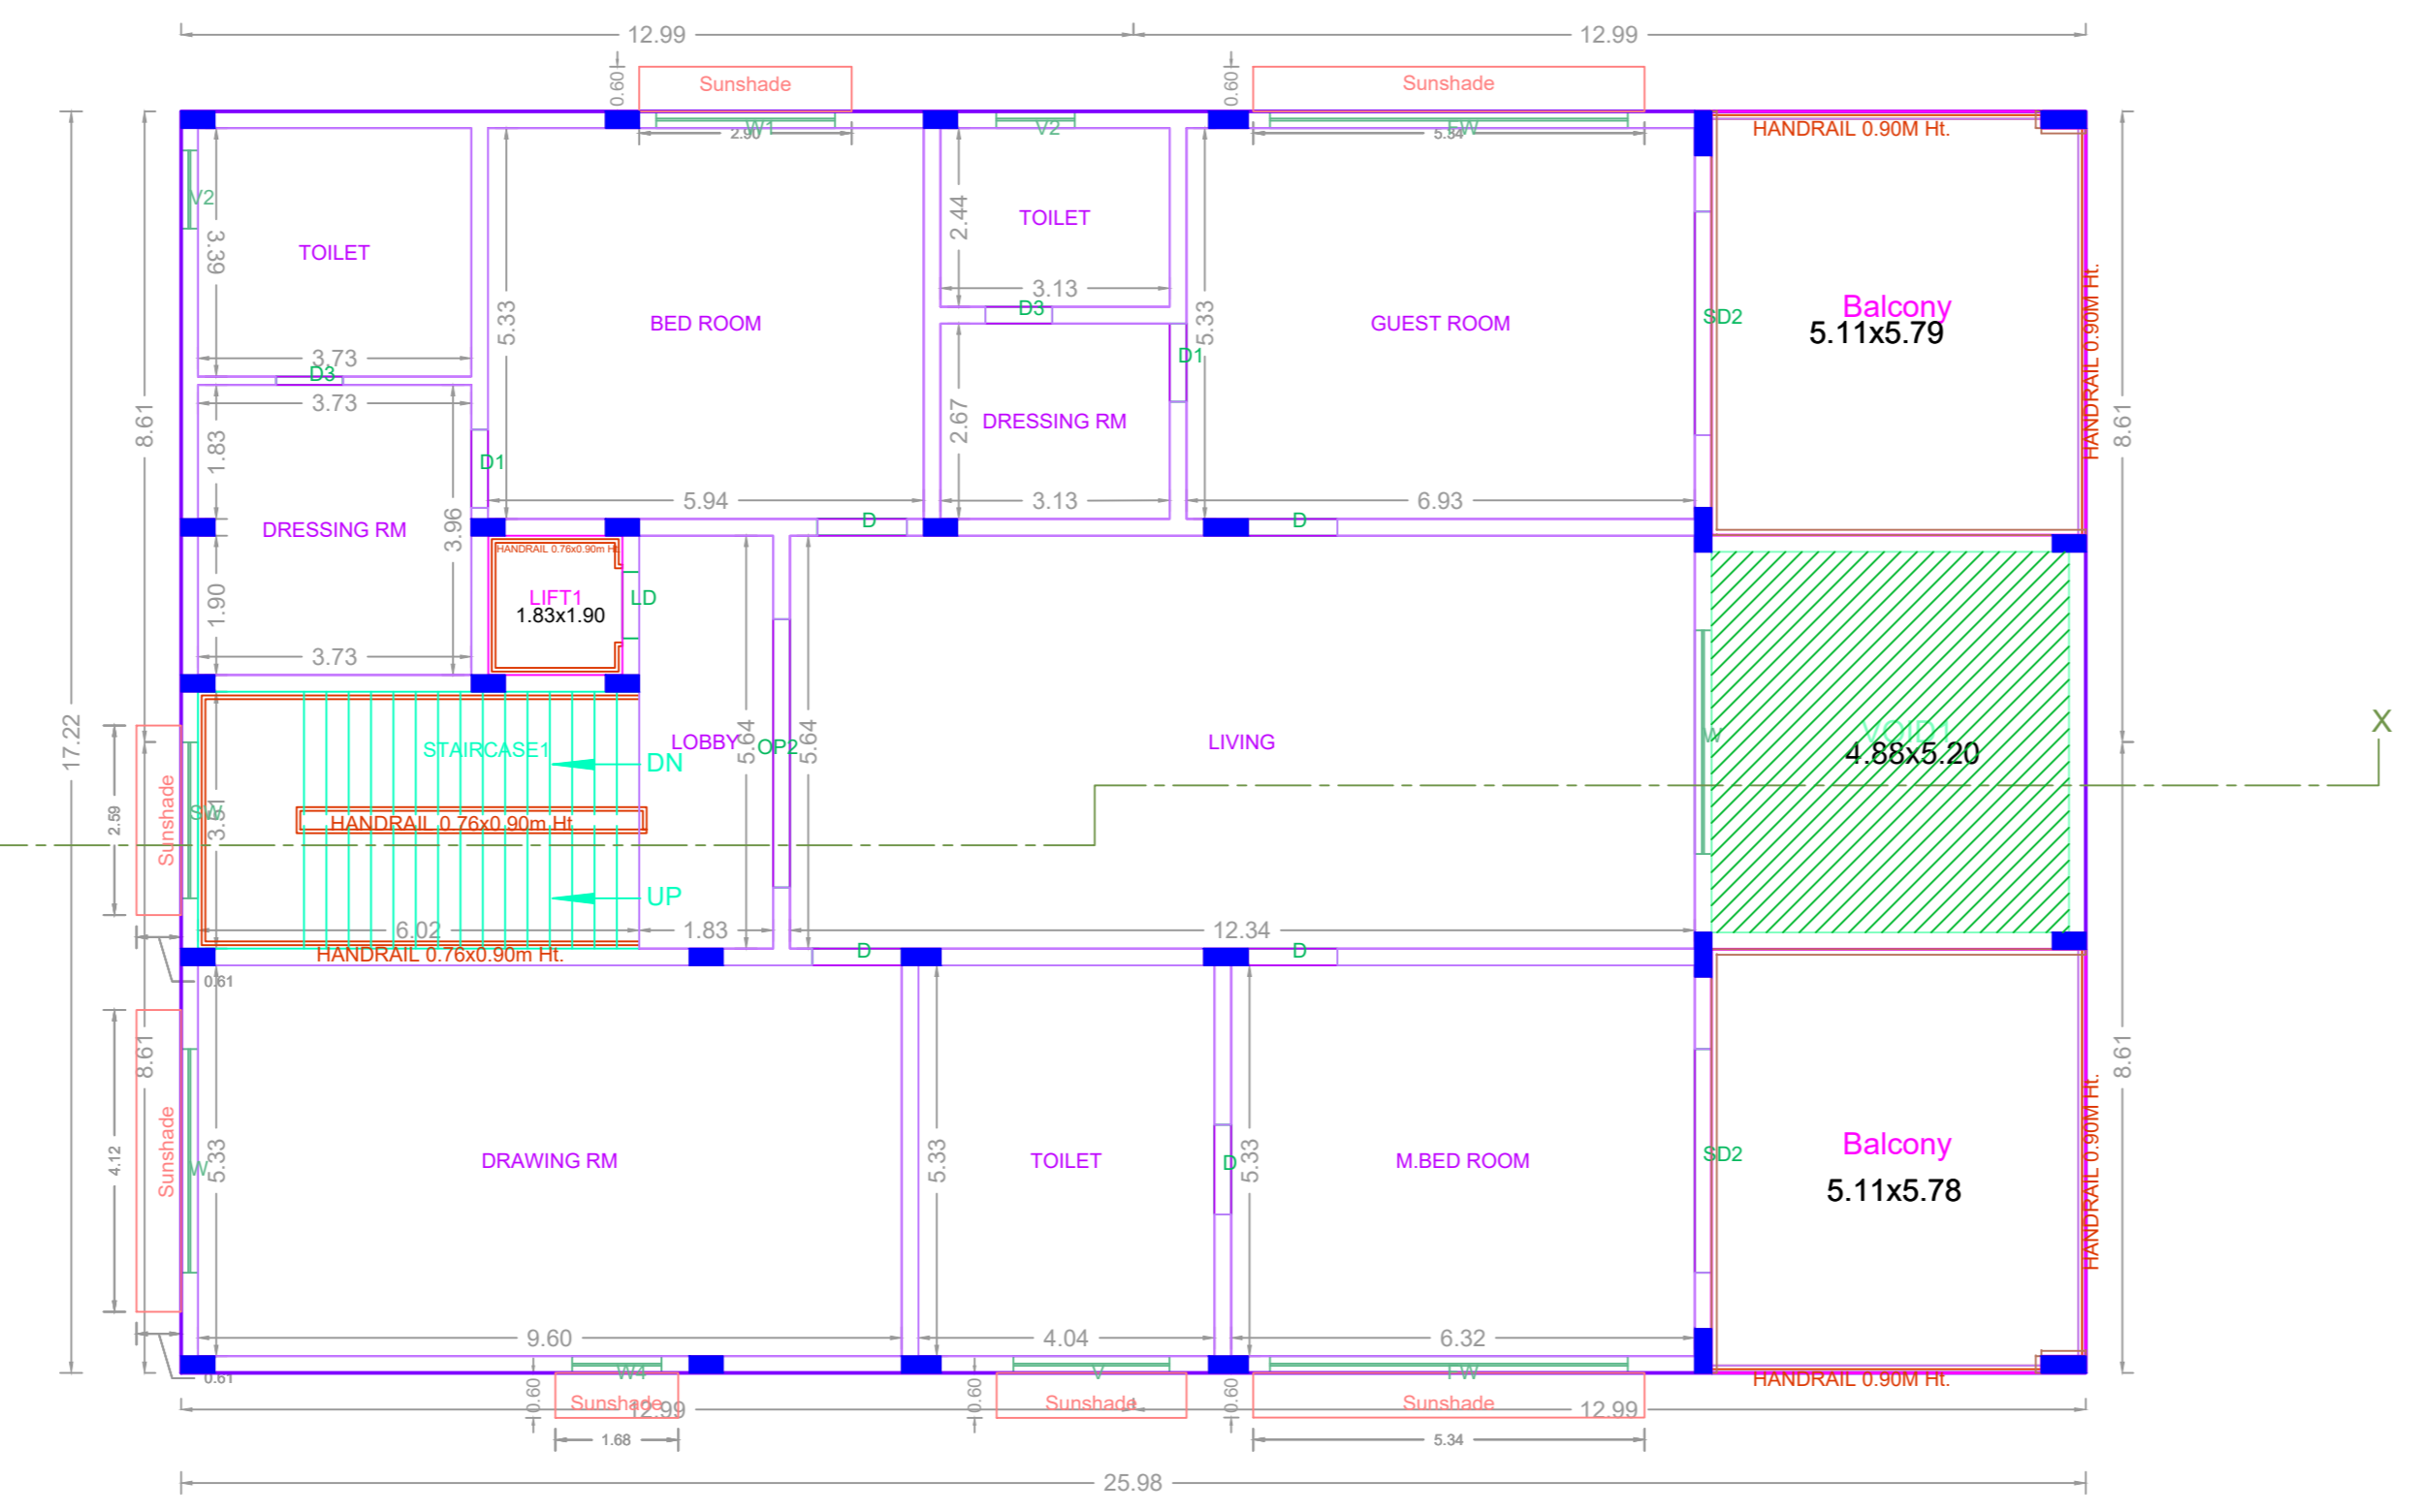 12.99
12.99
0.60
Sunshade
0.60
Sunshade
W1
2.90
V2
FW
5.34
HANDRAIL 0.90M Ht.
V2
3.39
TOILET
2.44
TOILET
3.13
D3
5.33
BED ROOM
5.33
GUEST ROOM
SD2
Balcony
5.11x5.79
HANDRAIL 0.90M Ht.
3.73
D3
3.73
D1
8.61
8.61
1.83
D1
2.67
DRESSING RM
5.94
3.13
6.93
D
D
DRESSING RM
3.96
HANDRAIL 0.76x0.90m Ht.
LIFT1
1.83x1.90
LD
1.90
3.73
17.22
STAIRCASE1
DN
LOBBY
5.64
OP2
5.64
LIVING
W
VOID1
4.88x5.20
X
2.59
Sunshade
SW
3.51
HANDRAIL 0.76x0.90m Ht.
UP
6.02
1.83
12.34
HANDRAIL 0.76x0.90m Ht.
D
D
0.61
8.61
8.61
4.12
Sunshade
W
5.33
DRAWING RM
5.33
TOILET
D
5.33
M.BED ROOM
SD2
Balcony
5.11x5.78
HANDRAIL 0.90M Ht.
9.60
4.04
6.32
0.61
W4
V
FW
HANDRAIL 0.90M Ht.
0.60
Sunshade
12.99
0.60
Sunshade
0.60
Sunshade
12.99
1.68
5.34
25.98